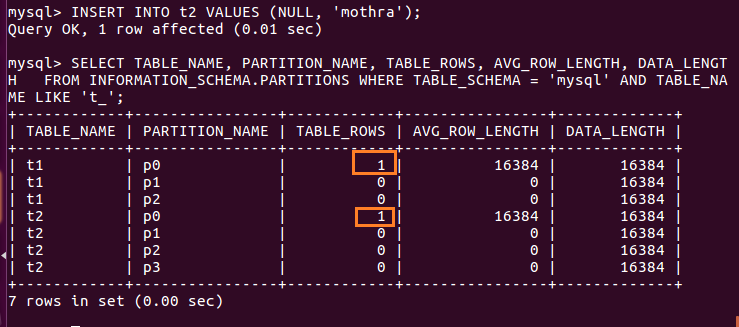 mysql> INSERT INTO t2 VALUES (NULL, 'mothra');
Query OK, 1 row affected (0.01 sec)
mysql> SELECT TABLE_NAME, PARTITION_NAME, TABLE_ROWS, AVG_ROW_LENGTH, DATA_LENGT
H   FROM INFORMATION_SCHEMA.PARTITIONS WHERE TABLE_SCHEMA = 'mysql' AND TABLE_NA
ME LIKE 't_';
+------------+----------------+------------+----------------+-------------+
| TABLE_NAME | PARTITION_NAME | TABLE_ROWS | AVG_ROW_LENGTH | DATA_LENGTH |
+------------+----------------+------------+----------------+-------------+
| t1         | p0             |          1 |          16384 |       16384 |
| t1         | p1             |          0 |              0 |       16384 |
| t1         | p2             |          0 |              0 |       16384 |
| t2         | p0             |          1 |          16384 |       16384 |
| t2         | p1             |          0 |              0 |       16384 |
| t2         | p2             |          0 |              0 |       16384 |
| t2         | p3             |          0 |              0 |       16384 |
+------------+----------------+------------+----------------+-------------+
7 rows in set (0.00 sec)